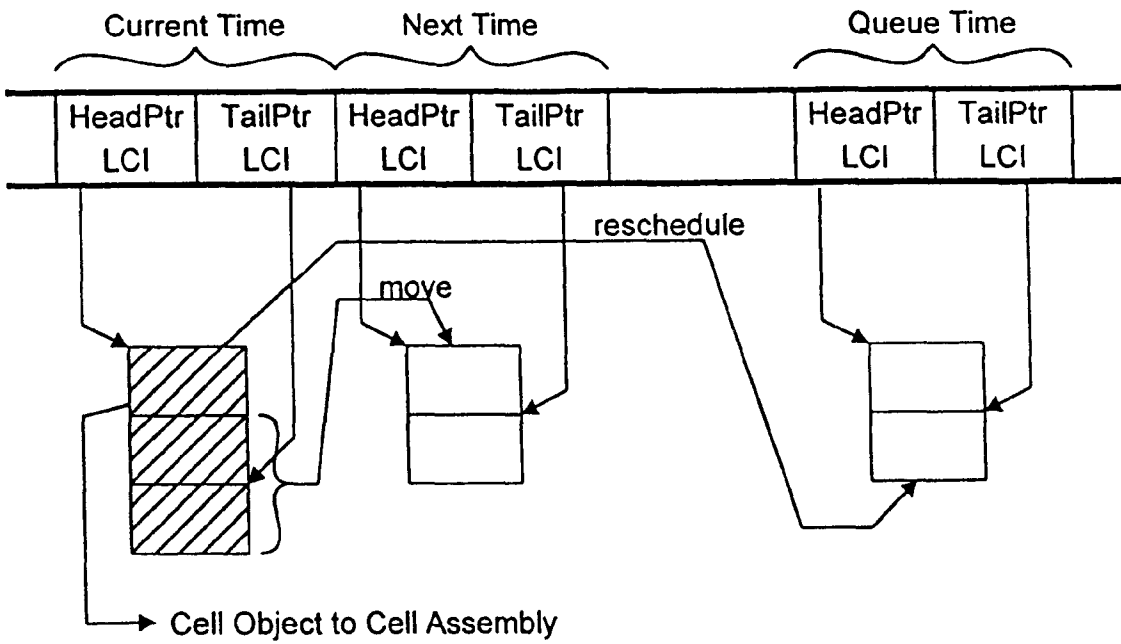 Current Time
Next Time
Queue Time
HeadPtr LCI
TailPtr LCI
HeadPtr LCI
TailPtr LCI
HeadPtr LCI
TailPtr LCI
reschedule
move
Cell Object to Cell Assembly